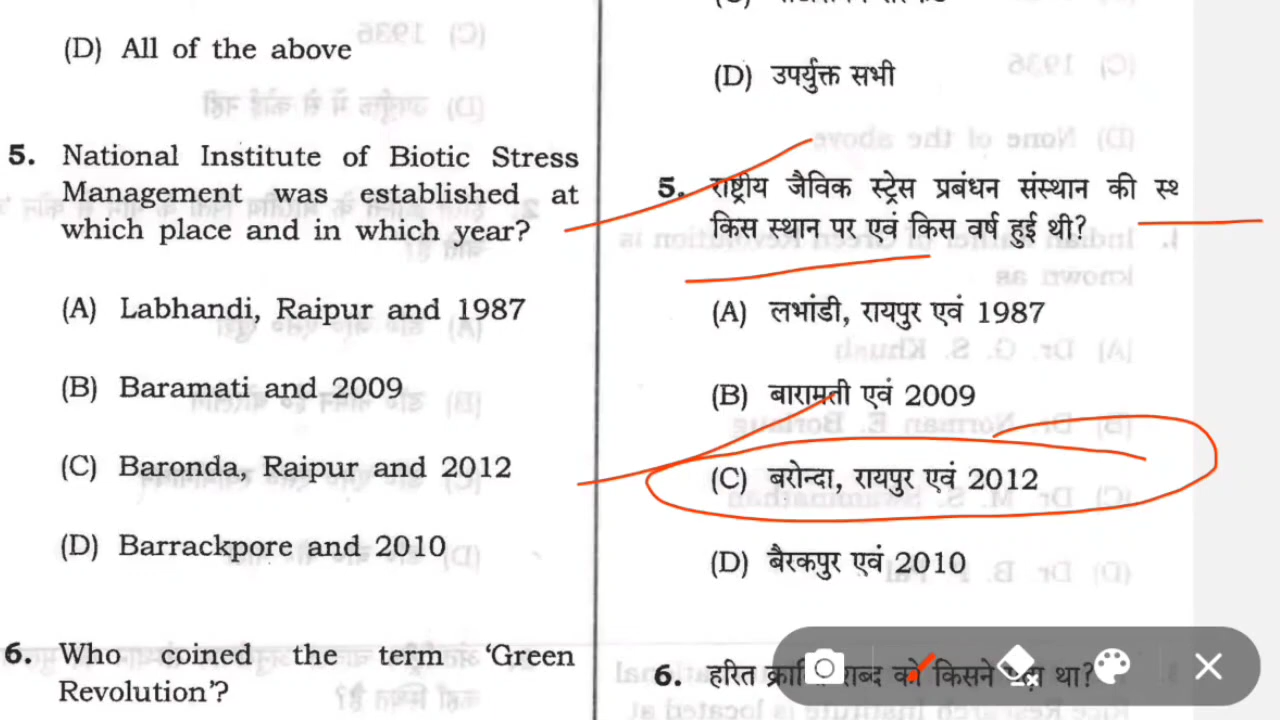 (D) All of the above
5. National Institute of Biotic Stress
Management was established at
which place and in which year?
(A) Labhandi, Raipur and 1987
(B) Baramati and 2009
(C) Baronda, Raipur and 2012
(D) Barrackpore and 2010
6. Who coined the term ‘Green
Revolution’?
(D) उपर्युक्त सभी
5. राष्ट्रीय जैविक स्ट्रेस प्रबंधन संस्थान की
किस स्थान पर एवं किस वर्ष हुई थी?
(A) लभांडी, रायपुर एवं 1987
(B) बारामती एवं 2009
(C) बरोन्दा, रायपुर एवं 2012
(D) बैरकपुर एवं 2010
6. हरित शब्द को किसने था?